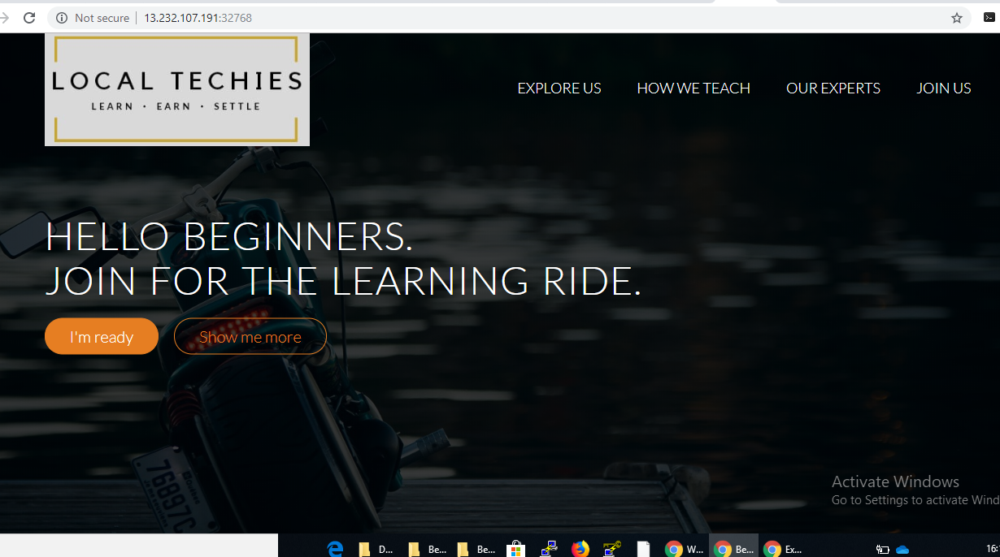 Not secure | 13.232.107.191:32768
LOCAL TECHIES
LEARN · EARN · SETTLE
EXPLORE US HOW WE TEACH OUR EXPERTS JOIN US
HELLO BEGINNERS.
JOIN FOR THE LEARNING RIDE.
I'm ready Show me more
76897C
Activate Windows
Go to Settings to activate Wind
D... Be... Be... W... Be... Ex... 16: